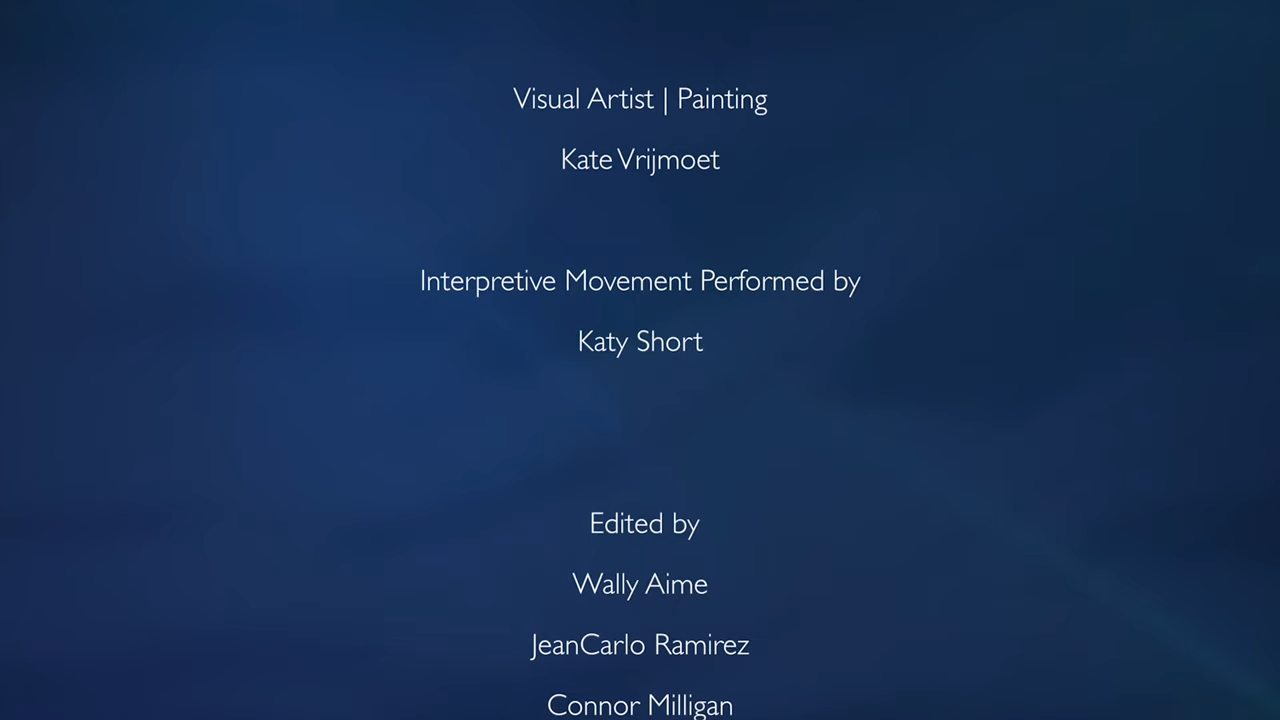 Visual Artist | Painting
Kate Vrijmoet
Interpretive Movement Performed by
Katy Short
Edited by
Wally Aime
JeanCarlo Ramirez
Connor Milligan